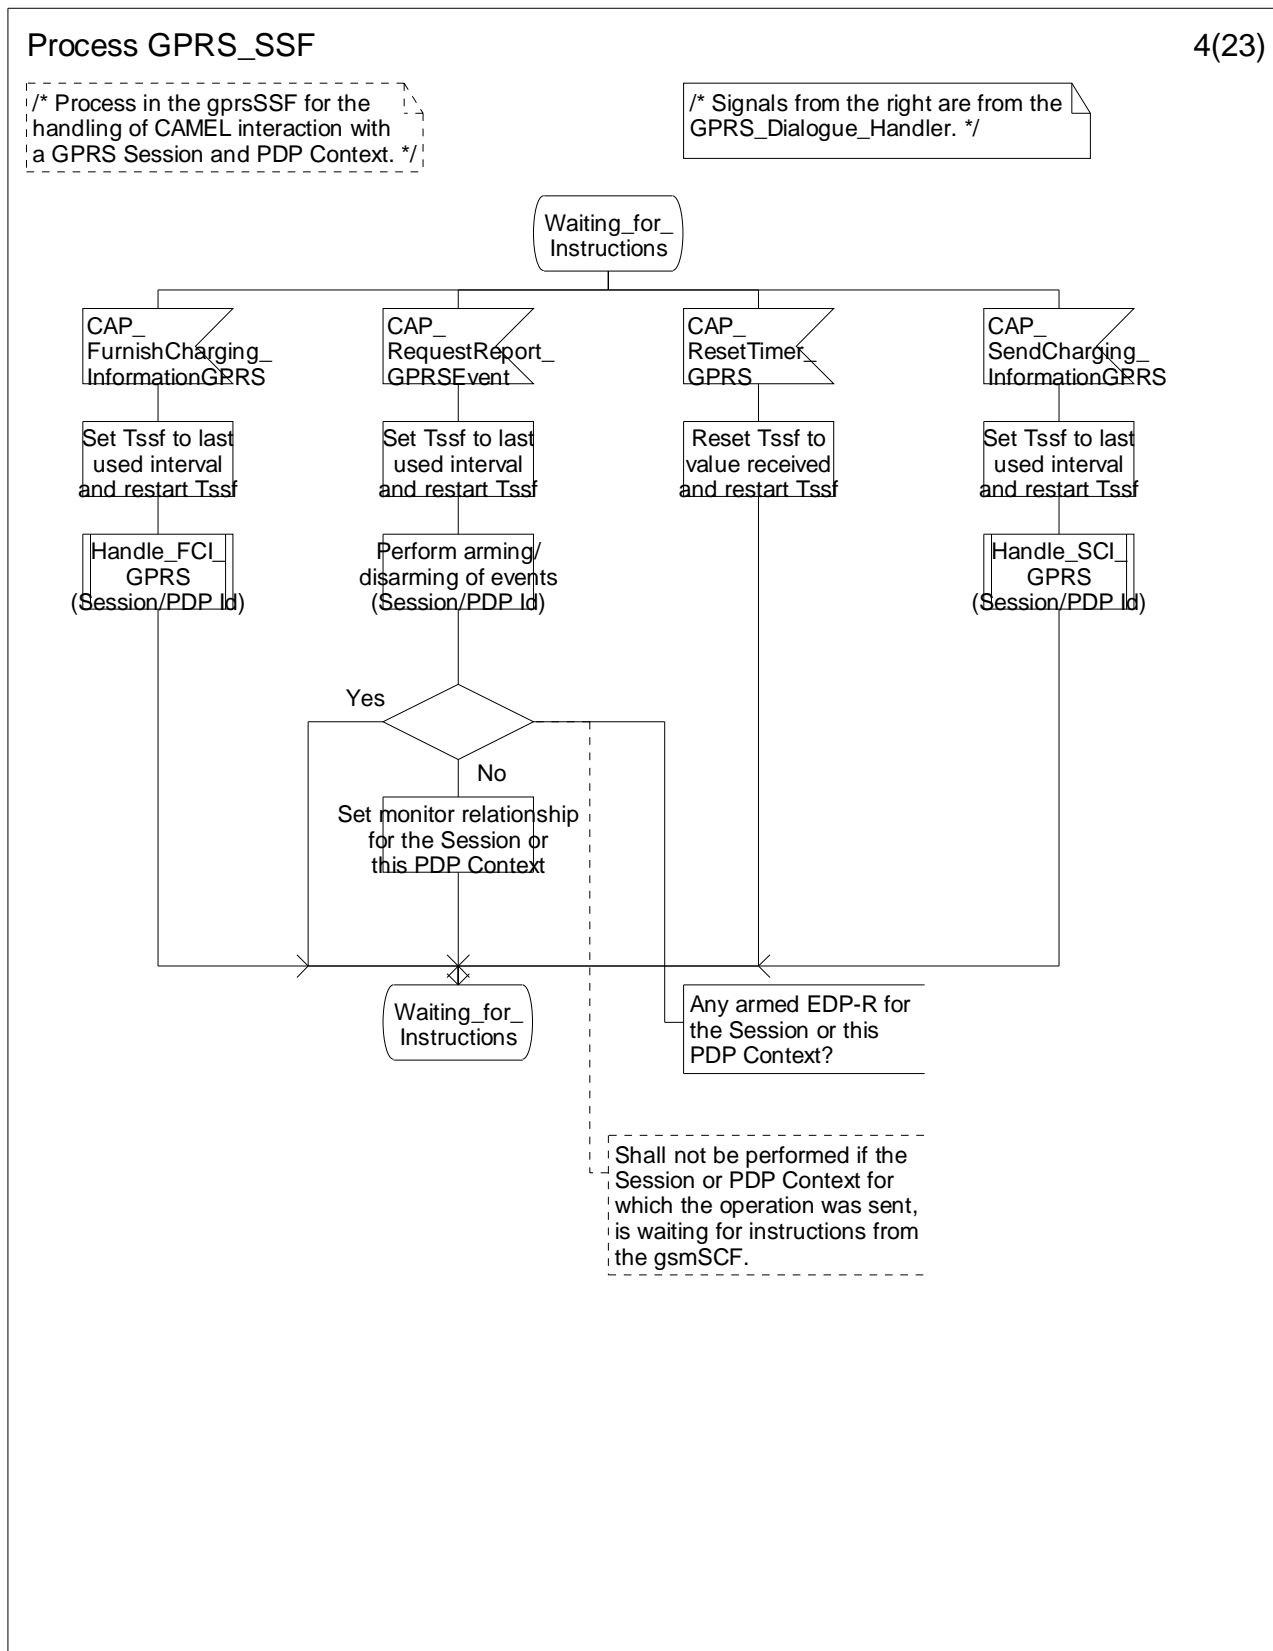 Process GPRS_SSF
4(23)
/* Process in the gprsSSF for the
handling of CAMEL interaction with
a GPRS Session and PDP Context. */
/* Signals from the right are from the
GPRS_Dialogue_Handler. */
Waiting_for_
Instructions
CAP_
FurnishCharging_
InformationGPRS
CAP_
RequestReport_
GPRSEvent
CAP_
ResetTimer_
GPRS
CAP_
SendCharging_
InformationGPRS
Set Tssf to last
used interval
and restart Tssf
Set Tssf to last
used interval
and restart Tssf
Reset Tssf to
value received
and restart Tssf
Set Tssf to last
used interval
and restart Tssf
Handle_FCI_
GPRS
(Session/PDP Id)
Perform arming/
disarming of events
(Session/PDP Id)
Handle_SCI_
GPRS
(Session/PDP Id)
Yes
No
Set monitor relationship
for the Session or
this PDP Context
Waiting_for_
Instructions
Any armed EDP-R for
the Session or this
PDP Context?
Shall not be performed if the
Session or PDP Context for
which the operation was sent,
is waiting for instructions from
the gsmSCF.